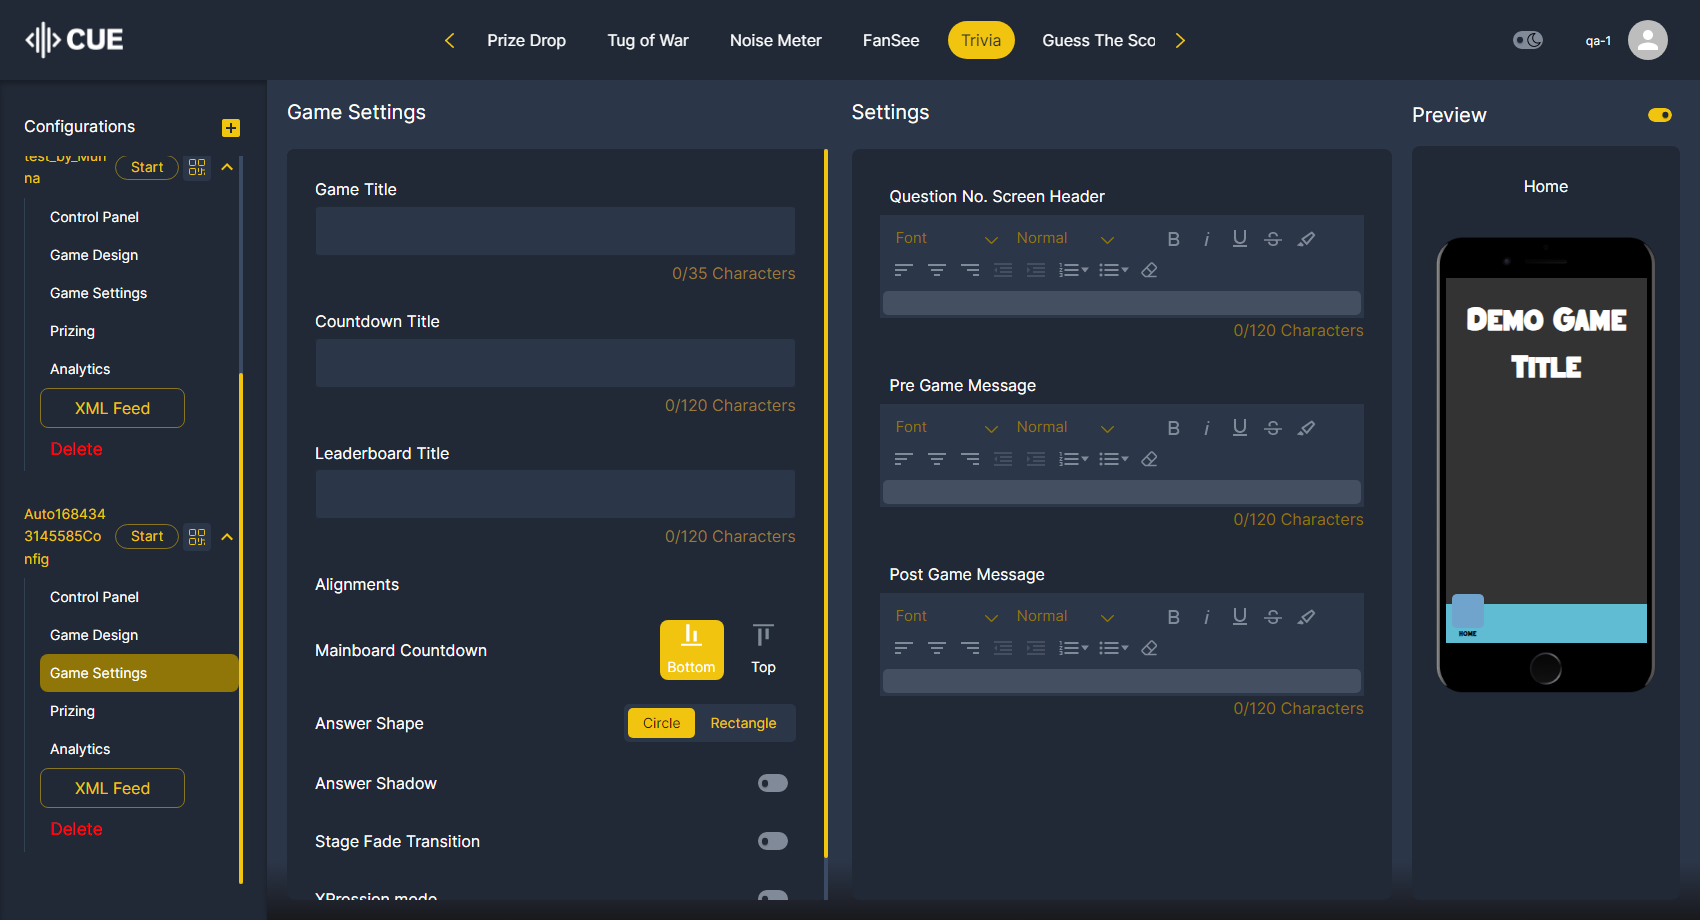 CUE
Prize Drop
Tug of War
Noise Meter
FanSee
Trivia
Guess The Sco
qa-1
Configurations
test_by_Mun
na
Start
Control Panel
Game Design
Game Settings
Prizing
Analytics
XML Feed
Delete
Auto168434
3145585Co
nfig
Start
Control Panel
Game Design
Game Settings
Prizing
Analytics
XML Feed
Delete
Game Settings
Game Title
0/35 Characters
Countdown Title
0/120 Characters
Leaderboard Title
0/120 Characters
Alignments
Mainboard Countdown
Bottom
Top
Answer Shape
Circle
Rectangle
Answer Shadow
Stage Fade Transition
XPression mode
Settings
Question No. Screen Header
Font
Normal
0/120 Characters
Pre Game Message
Font
Normal
0/120 Characters
Post Game Message
Font
Normal
0/120 Characters
Preview
Home
Demo Game
Title
HOME